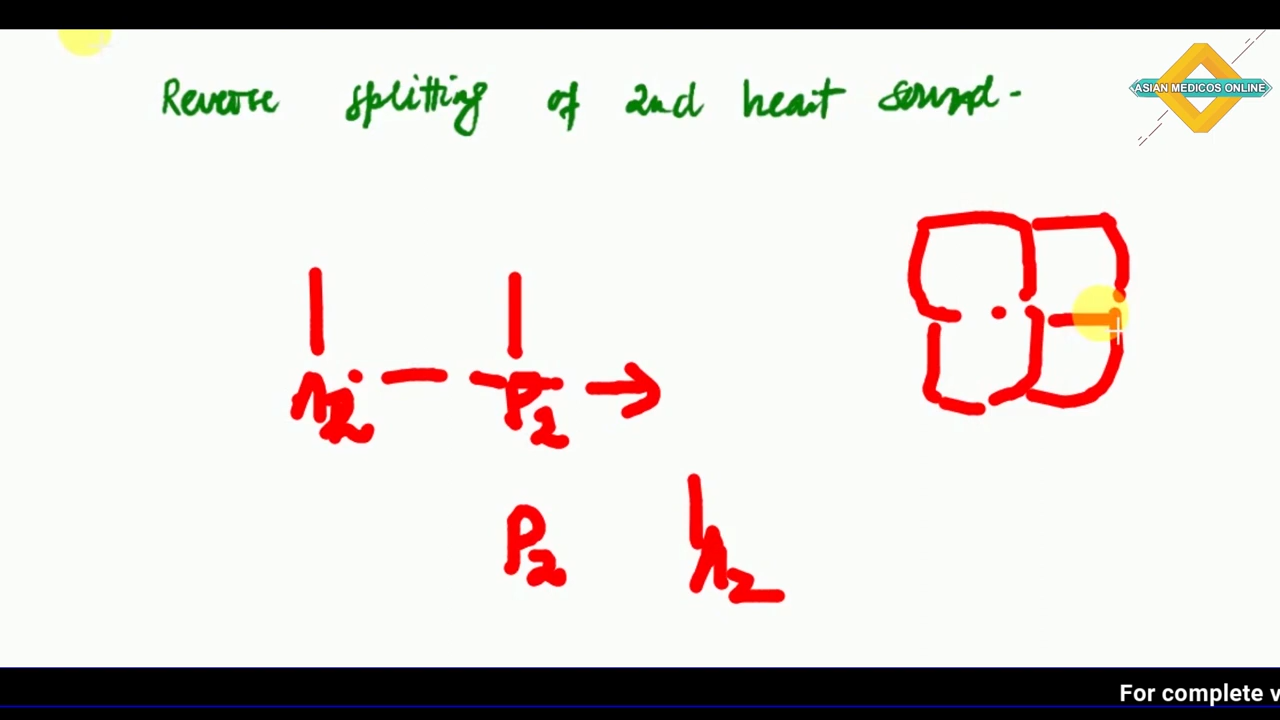 Reverse splitting of 2nd heart sound -
ASIAN MEDICOS ONLINE
A2 P2
P2 A2
For complete v